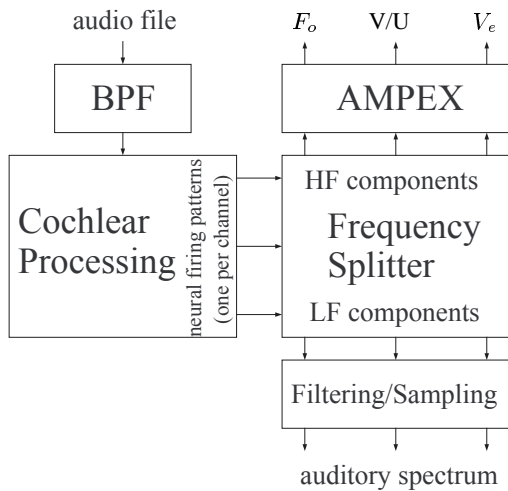 audio file
BPF
Cochlear
Processing
neural firing patterns
(one per channel)
F_o V/U V_e
AMPEX
HF components
Frequency
Splitter
LF components
Filtering/Sampling
auditory spectrum